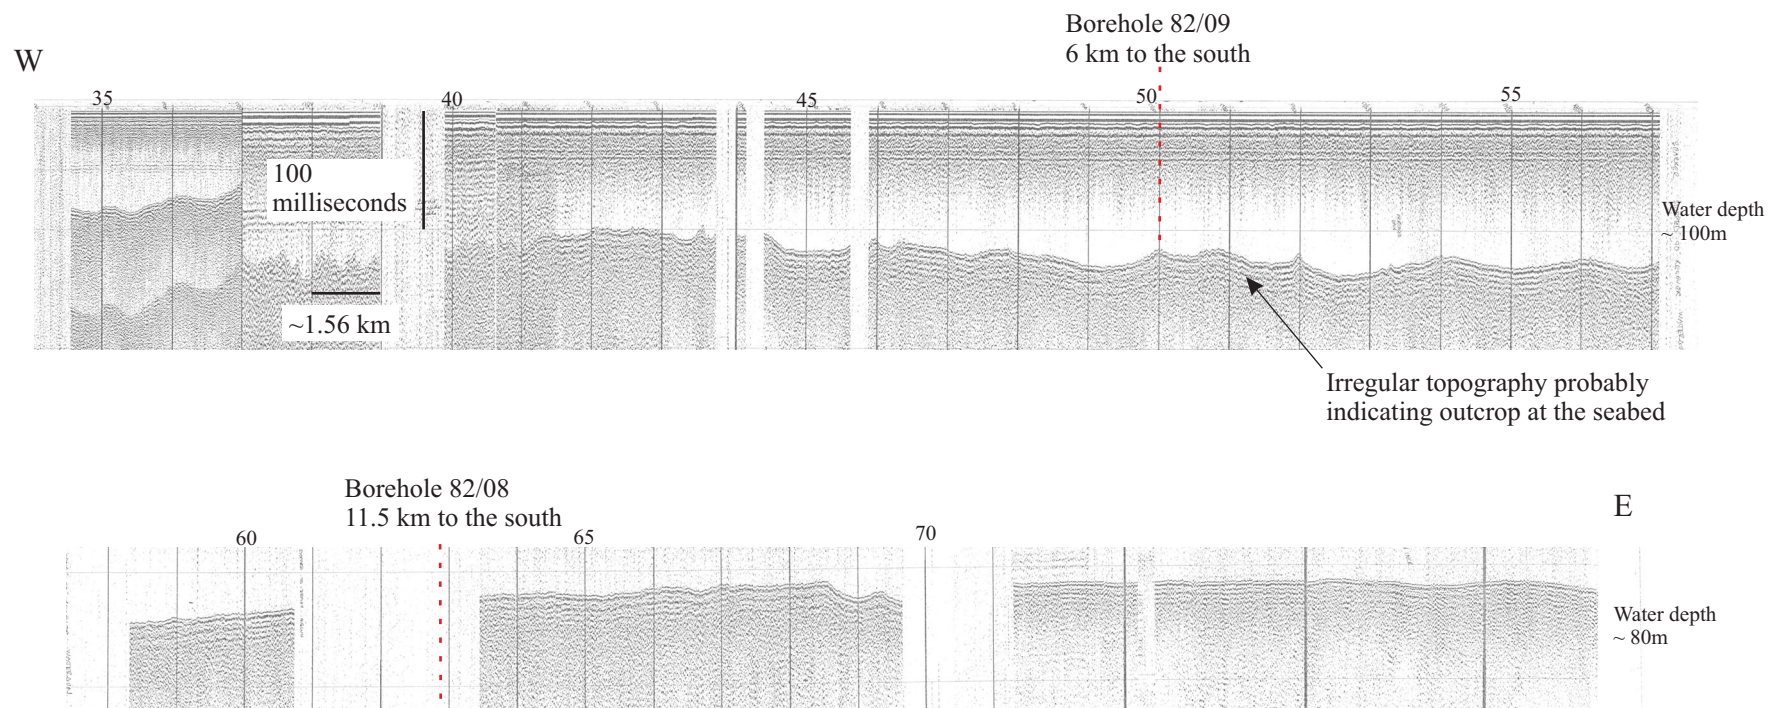 Borehole 82/09
6 km to the south
W
35
40
45
50
55
100
milliseconds
~1.56 km
Water depth
~ 100m
Irregular topography probably
indicating outcrop at the seabed
Borehole 82/08
11.5 km to the south
E
60
65
70
Water depth
~ 80m